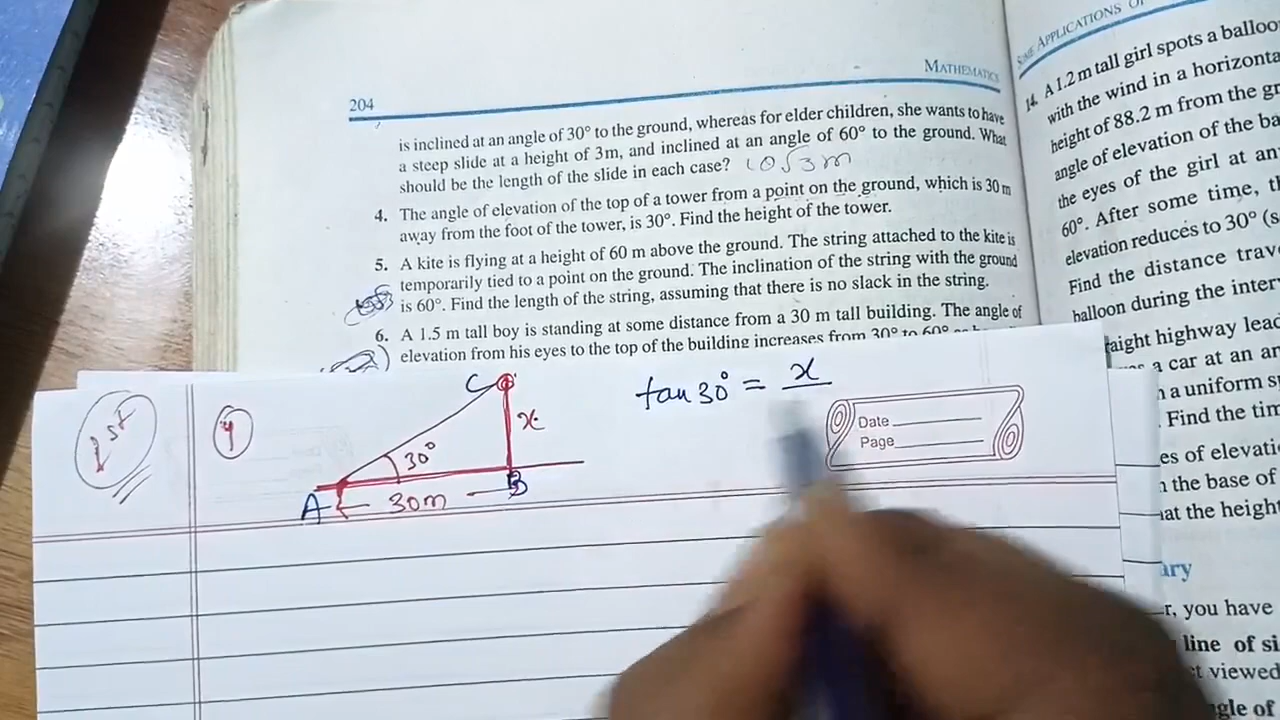 204
MATHEMATICS
is inclined at an angle of 30° to the ground, whereas for elder children, she wants to have
a steep slide at a height of 3m, and inclined at an angle of 60° to the ground. What
should be the length of the slide in each case? 10√3 m
4. The angle of elevation of the top of a tower from a point on the ground, which is 30 m
away from the foot of the tower, is 30°. Find the height of the tower.
5. A kite is flying at a height of 60 m above the ground. The string attached to the kite is
temporarily tied to a point on the ground. The inclination of the string with the ground
is 60°. Find the length of the string, assuming that there is no slack in the string.
6. A 1.5 m tall boy is standing at some distance from a 30 m tall building. The angle of
elevation from his eyes to the top of the building increases from 30° to 60° as
SOME APPLICATIONS OF
14. A 1.2 m tall girl spots a balloo
with the wind in a horizonta
height of 88.2 m from the gr
angle of elevation of the ba
the eyes of the girl at an
60°. After some time, t
elevation reduces to 30° (s
Find the distance trav
balloon during the inter
raight highway lead
a car at an an
a uniform s
Find the tim
es of elevati
the base of
at the height
ary
r, you have
line of si
ct viewed
ngle of
4
C
x
30°
A
30m
B
tan 30° = x
Date
Page